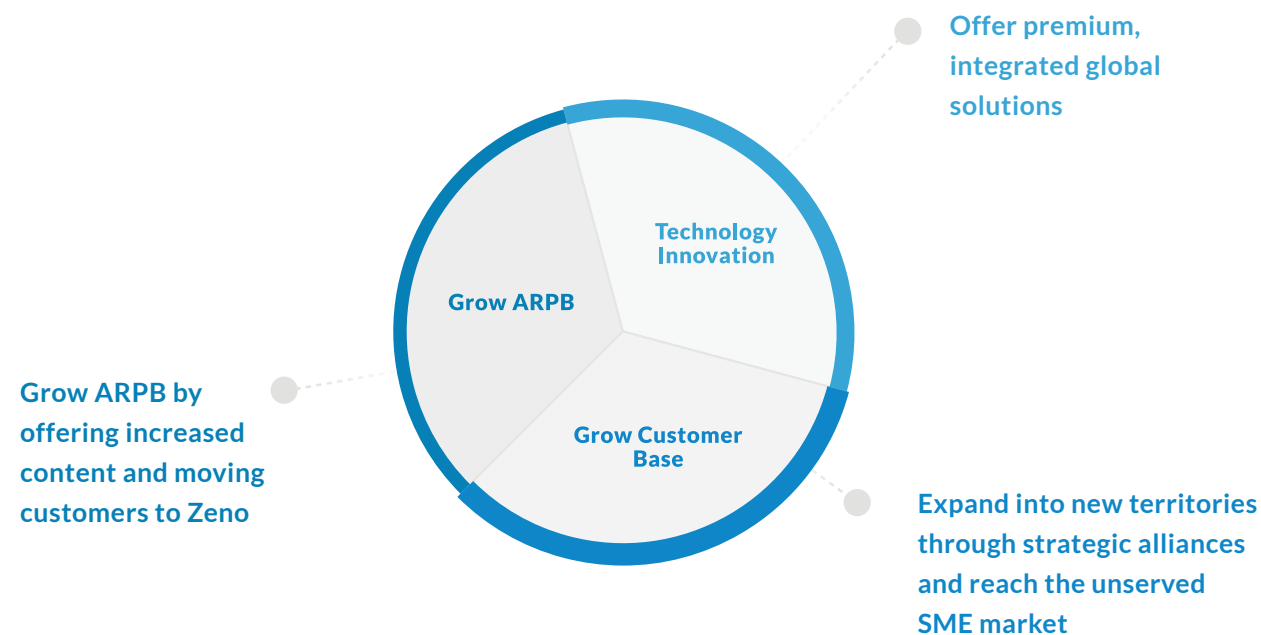 Offer premium,
integrated global
solutions
Technology
Innovation
Grow ARPB
Grow ARPB by
offering increased
content and moving
customers to Zeno
Grow Customer
Base
Expand into new territories
through strategic alliances
and reach the unserved
SME market